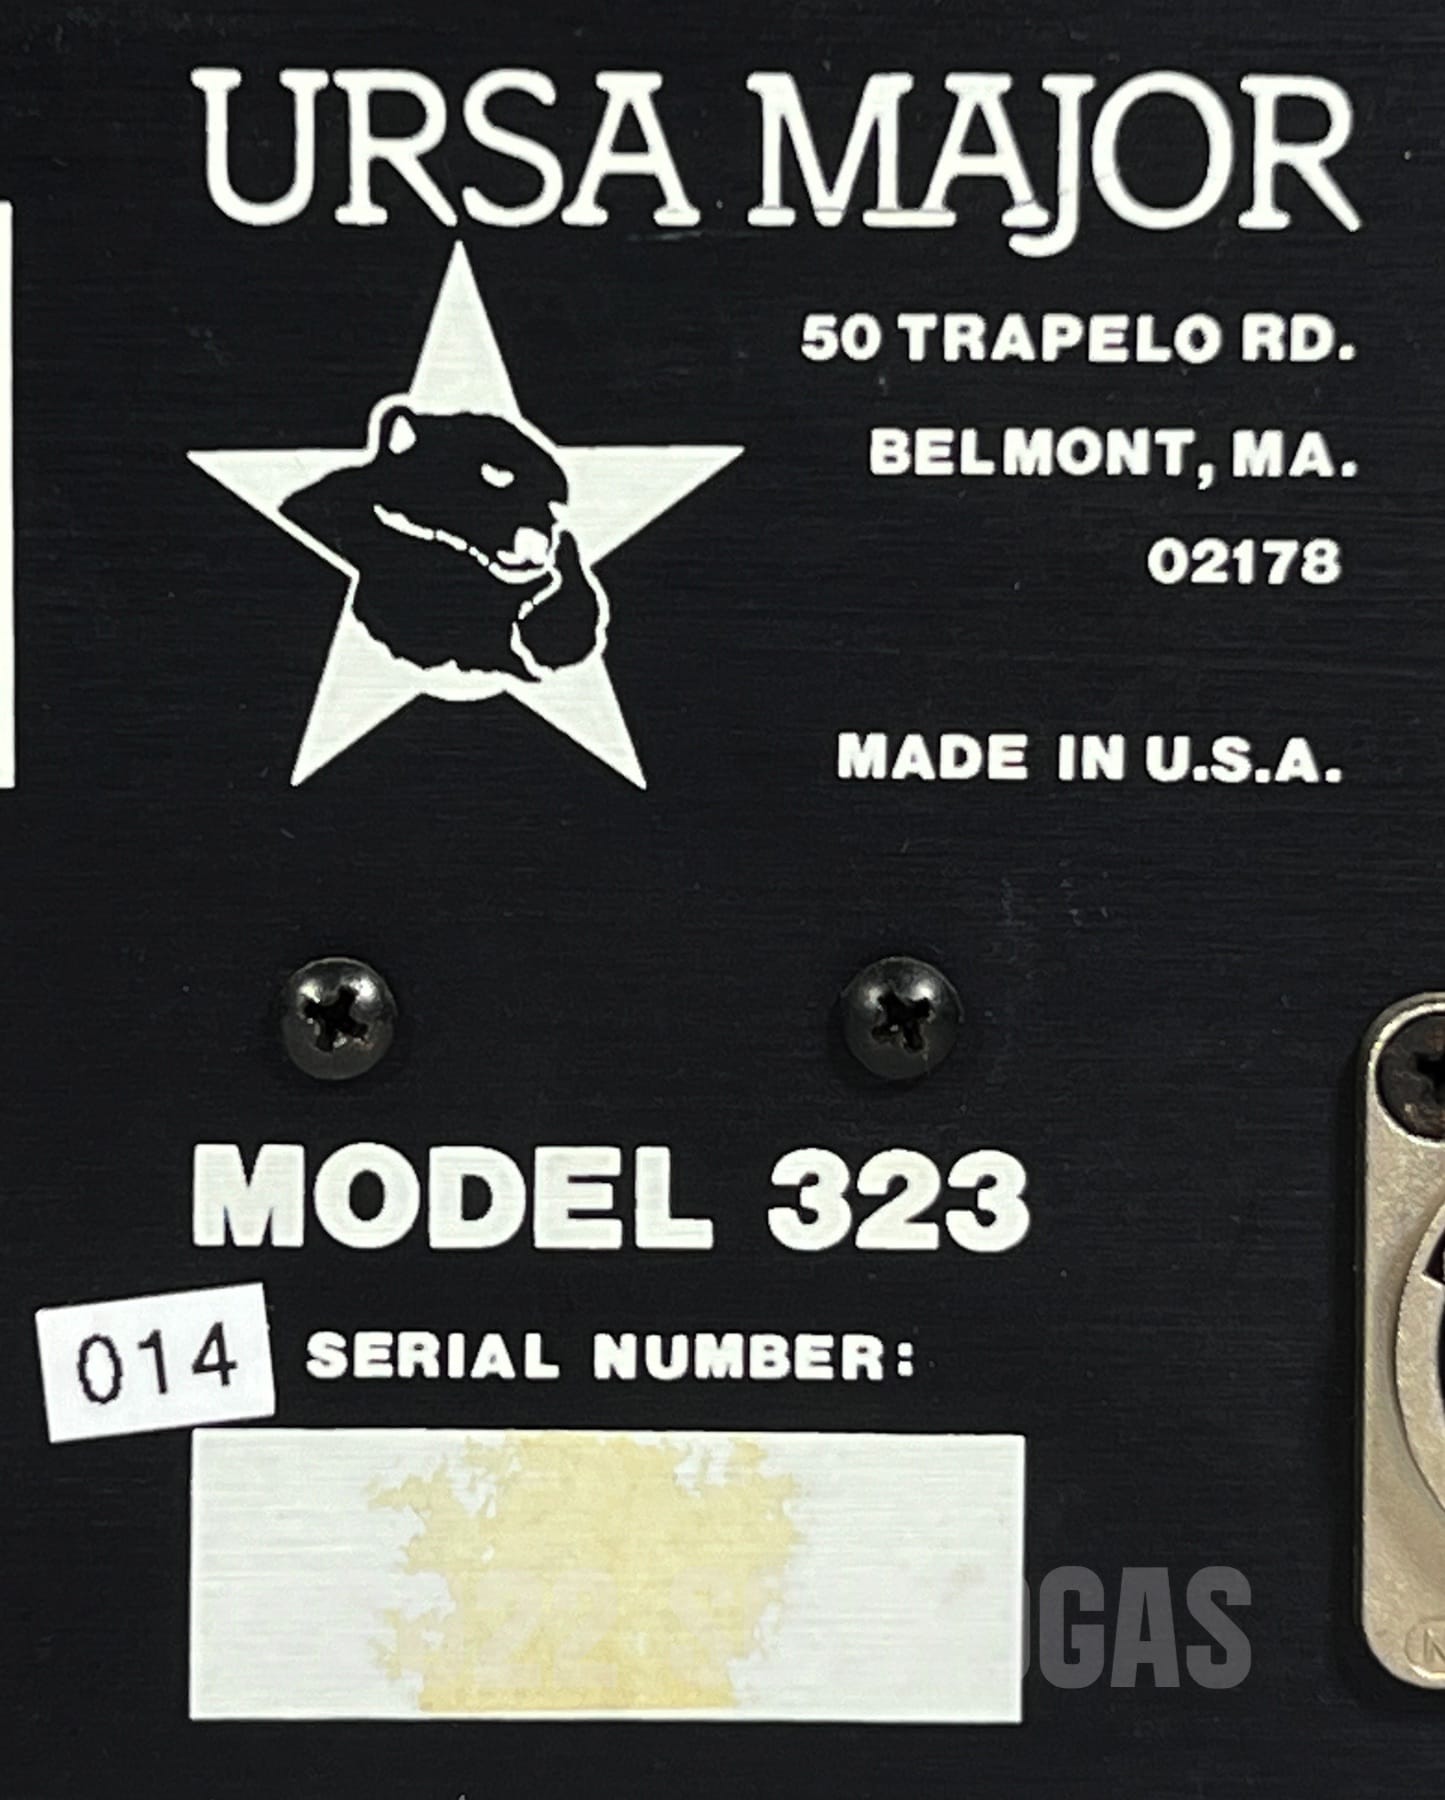 URSA MAJOR
50 TRAPELO RD.
BELMONT, MA.
02178
MADE IN U.S.A.
MODEL 323
014
SERIAL NUMBER: